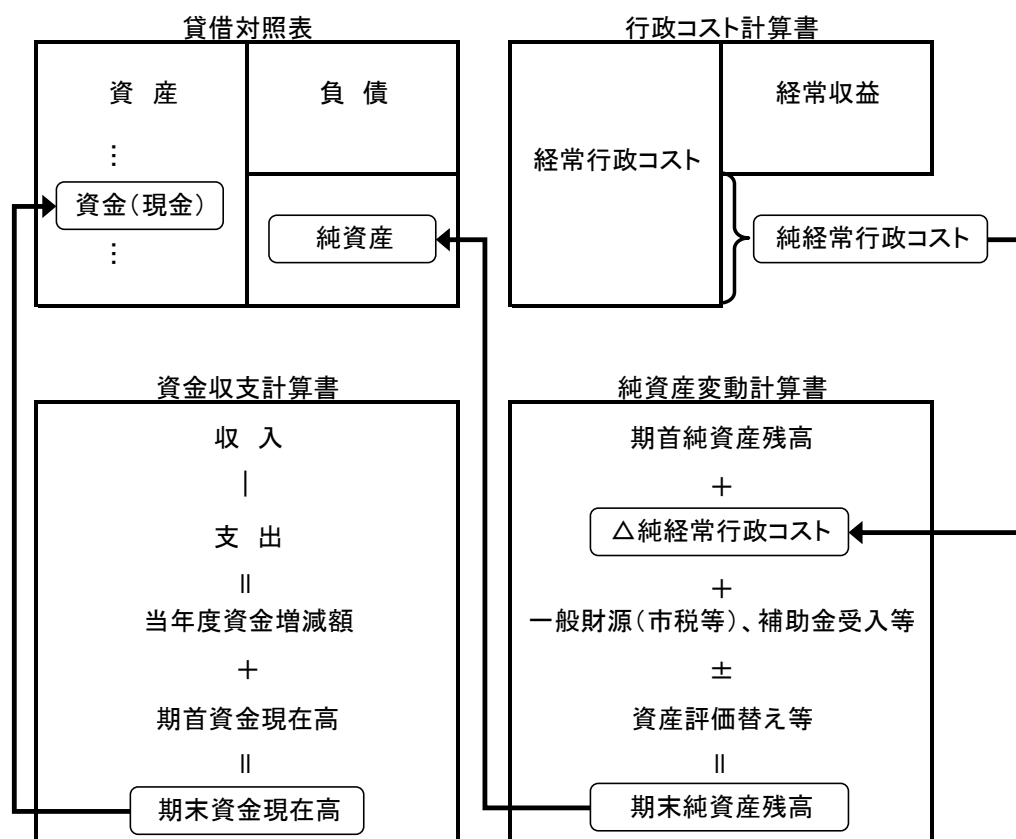 貸借対照表
資 産
負 債
⋮
資金(現金)
⋮
純資産
行政コスト計算書
経常行政コスト
経常収益
純経常行政コスト
資金収支計算書
収 入
|
支 出
||
当年度資金増減額
+
期首資金現在高
||
期末資金現在高
純資産変動計算書
期首純資産残高
+
△純経常行政コスト
+
一般財源(市税等)、補助金受入等
±
資産評価替え等
||
期末純資産残高